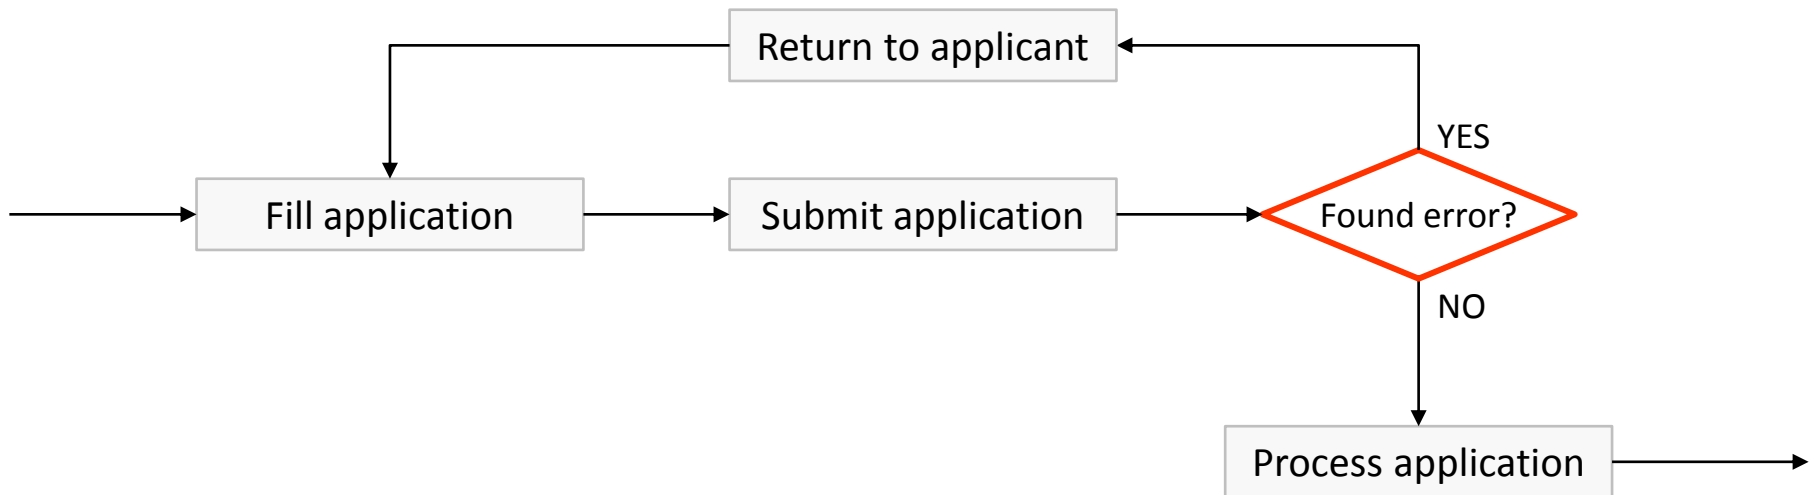 Return to applicant
YES
Fill application
Submit application
Found error?
NO
Process application